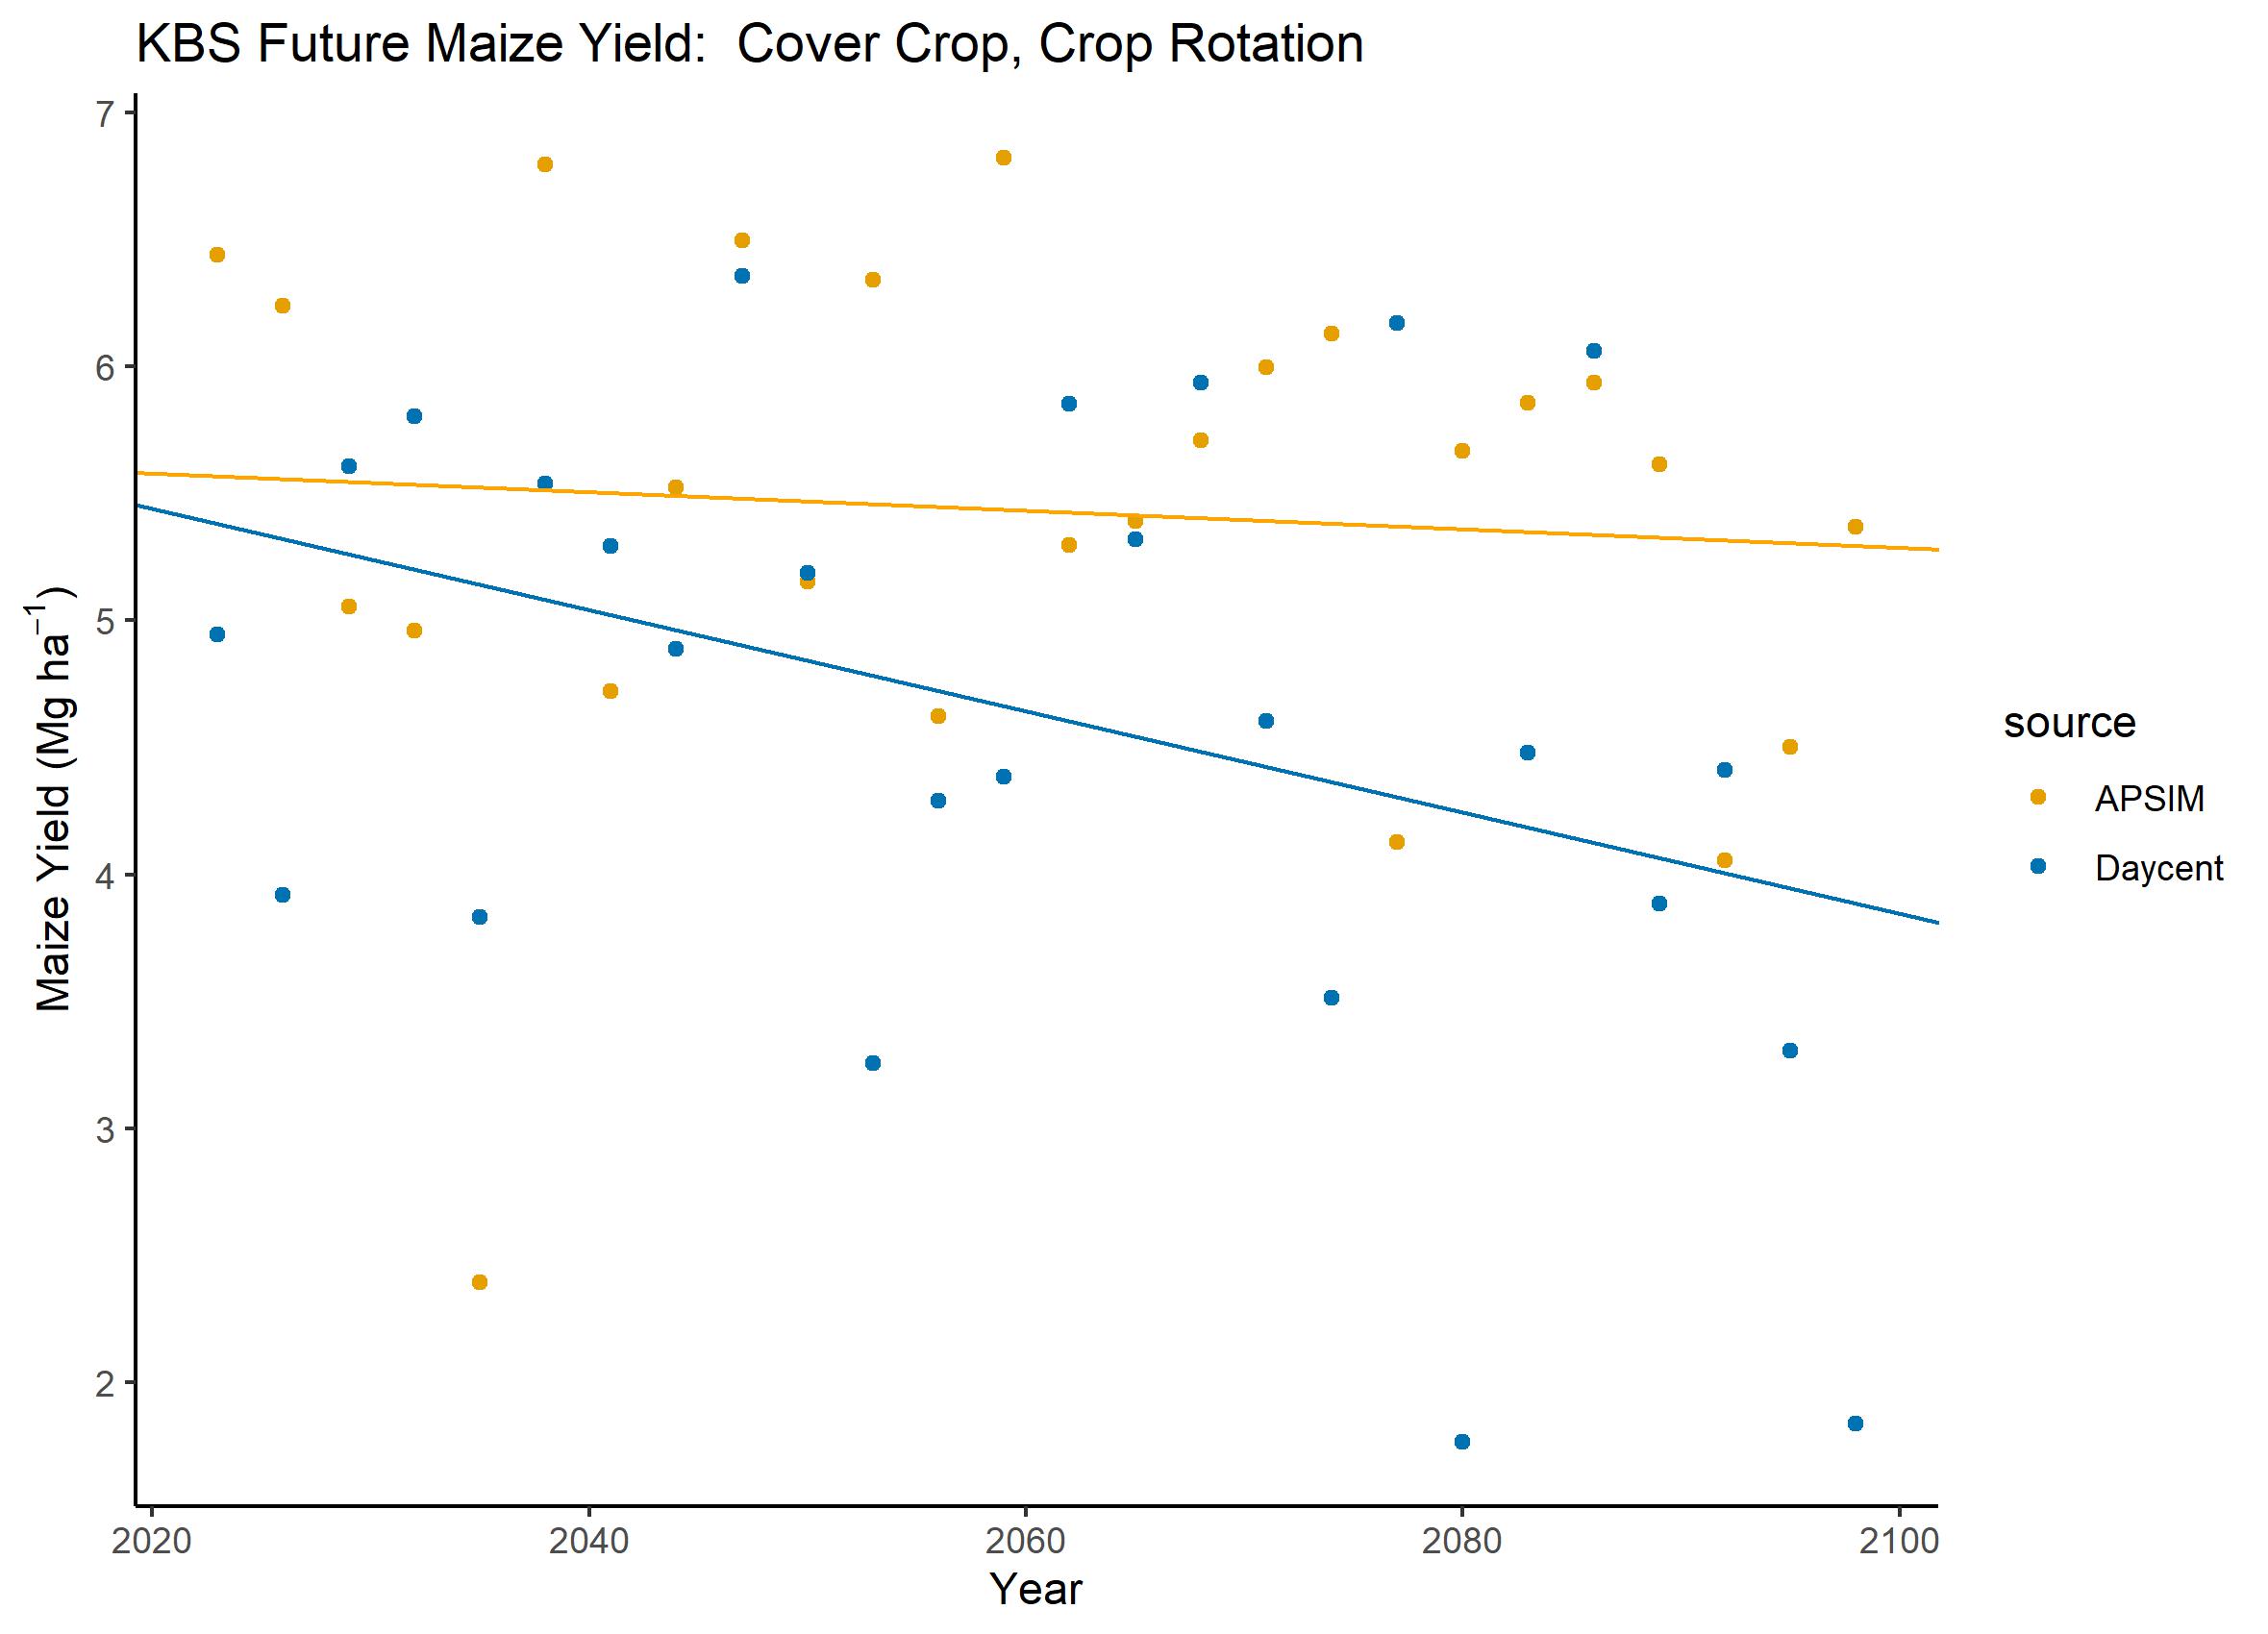 KBS Future Maize Yield:  Cover Crop, Crop Rotation
7
6
5
4
3
2
Maize Yield (Mg ha⁻¹)
2020 2040 2060 2080 2100
Year
source
APSIM
Daycent